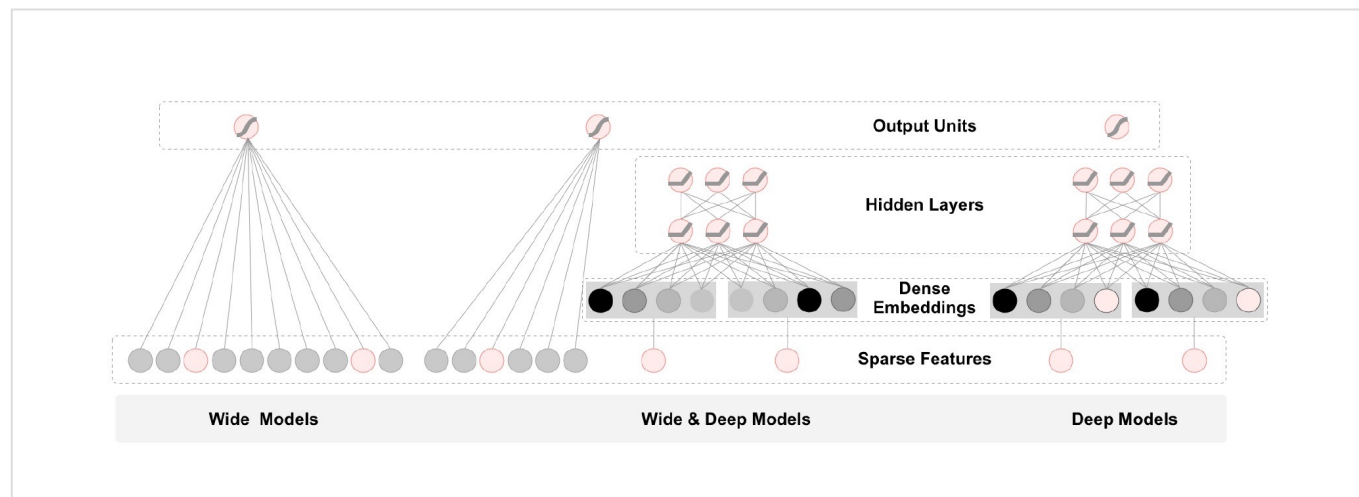 Output Units
Hidden Layers
Dense
Embeddings
Sparse Features
Wide Models
Wide & Deep Models
Deep Models